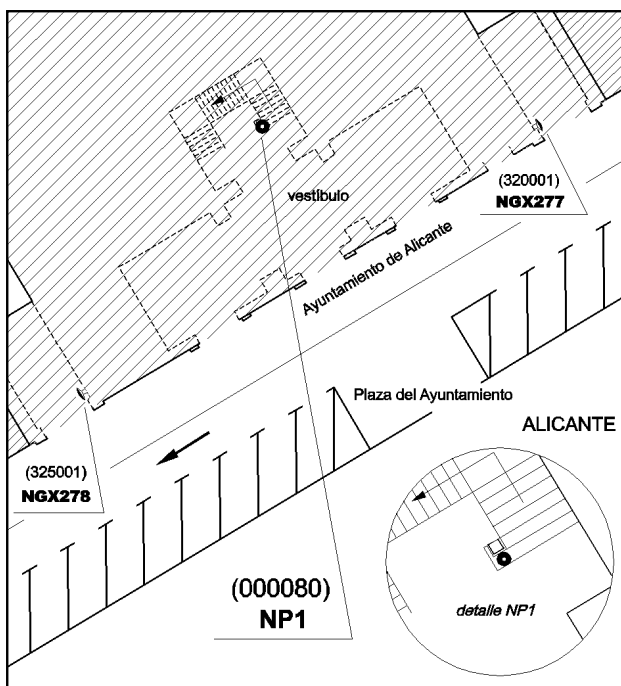 (320001)
NGX277
vestíbulo
Ayuntamiento de Alicante
Plaza del Ayuntamiento
ALICANTE
(325001)
NGX278
(000080)
NP1
detalle NP1